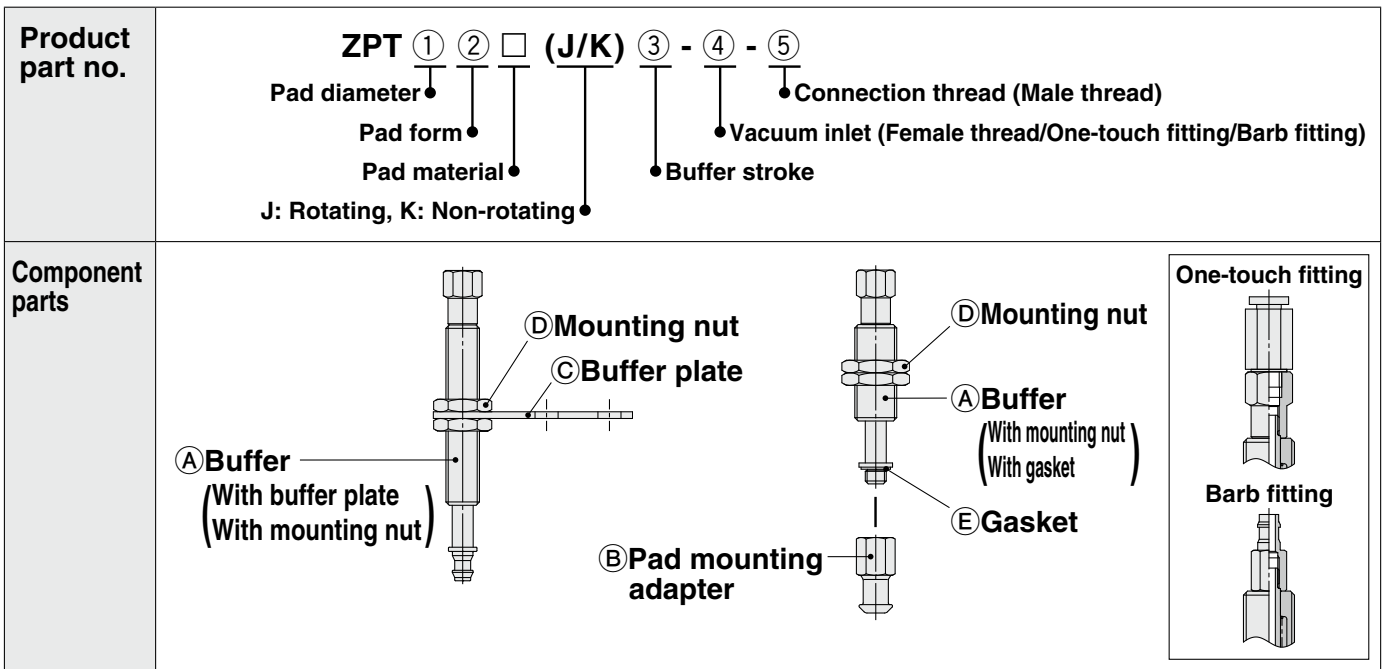 Product
part no.
ZPT ① ② □ (J/K) ③ - ④ - ⑤
Pad diameter
Connection thread (Male thread)
Pad form
Vacuum inlet (Female thread/One-touch fitting/Barb fitting)
Pad material
Buffer stroke
J: Rotating, K: Non-rotating
Component
parts
ⒹMounting nut
ⒸBuffer plate
ⒶBuffer
(With buffer plate
With mounting nut)
ⒹMounting nut
ⒶBuffer
(With mounting nut
With gasket)
ⒺGasket
ⒷPad mounting
adapter
One-touch fitting
Barb fitting